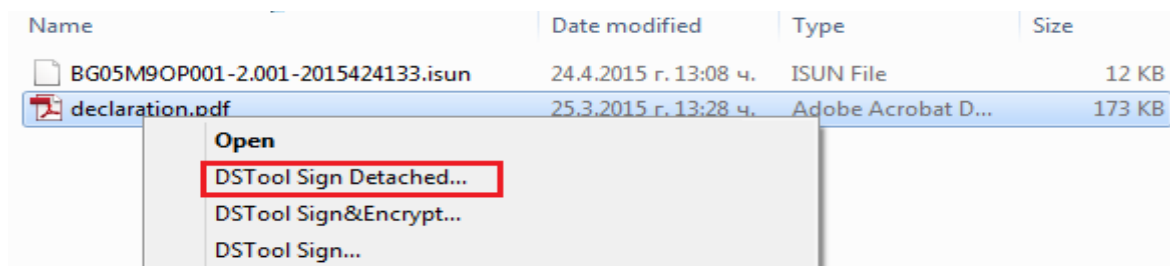 Name Date modified Type Size
BG05M9OP001-2.001-2015424133.isun 24.4.2015 г. 13:08 ч. ISUN File 12 KB
declaration.pdf 25.3.2015 г. 13:28 ч. Adobe Acrobat D... 173 KB
Open
DSTool Sign Detached...
DSTool Sign&Encrypt...
DSTool Sign...